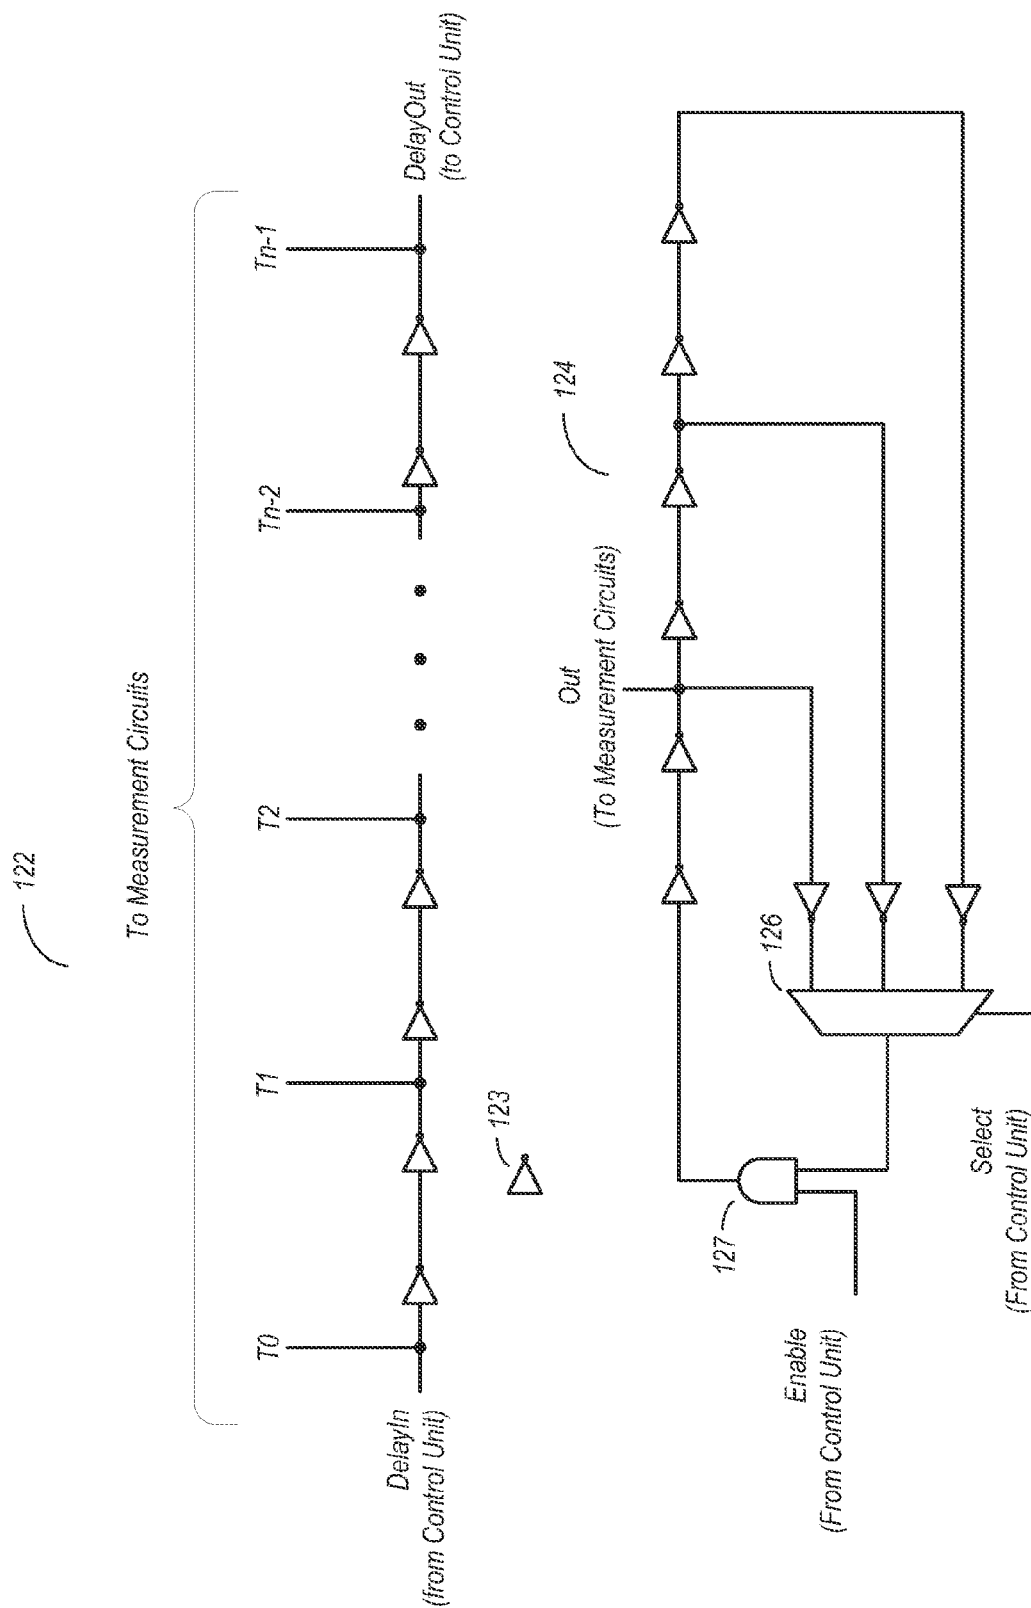 122
To Measurement Circuits
T0
T1
T2
Tn-2
Tn-1
DelayIn
(from Control Unit)
DelayOut
(to Control Unit)
123
124
Out
(To Measurement Circuits)
126
127
Enable
(From Control Unit)
Select
(From Control Unit)